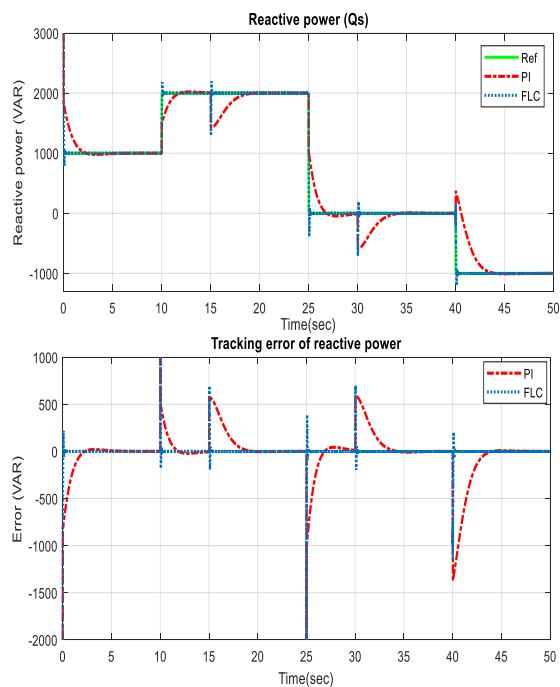 Reactive power (Qs)
Reactive power (VAR)
3000
2000
1000
0
-1000
Ref
PI
FLC
0 5 10 15 20 25 30 35 40 45 50
Time(sec)
Tracking error of reactive power
Error (VAR)
1000
500
0
-500
-1000
-1500
-2000
PI
FLC
0 5 10 15 20 25 30 35 40 45 50
Time(sec)